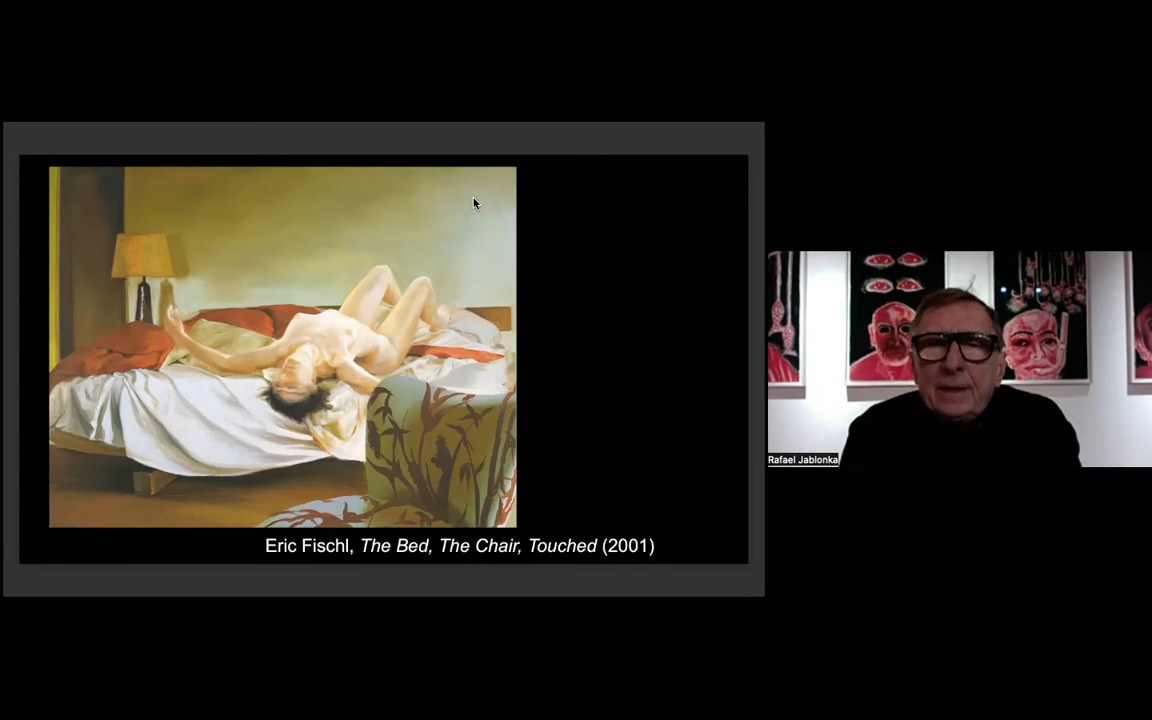 Eric Fischl, The Bed, The Chair, Touched (2001)
Rafael Jablonka